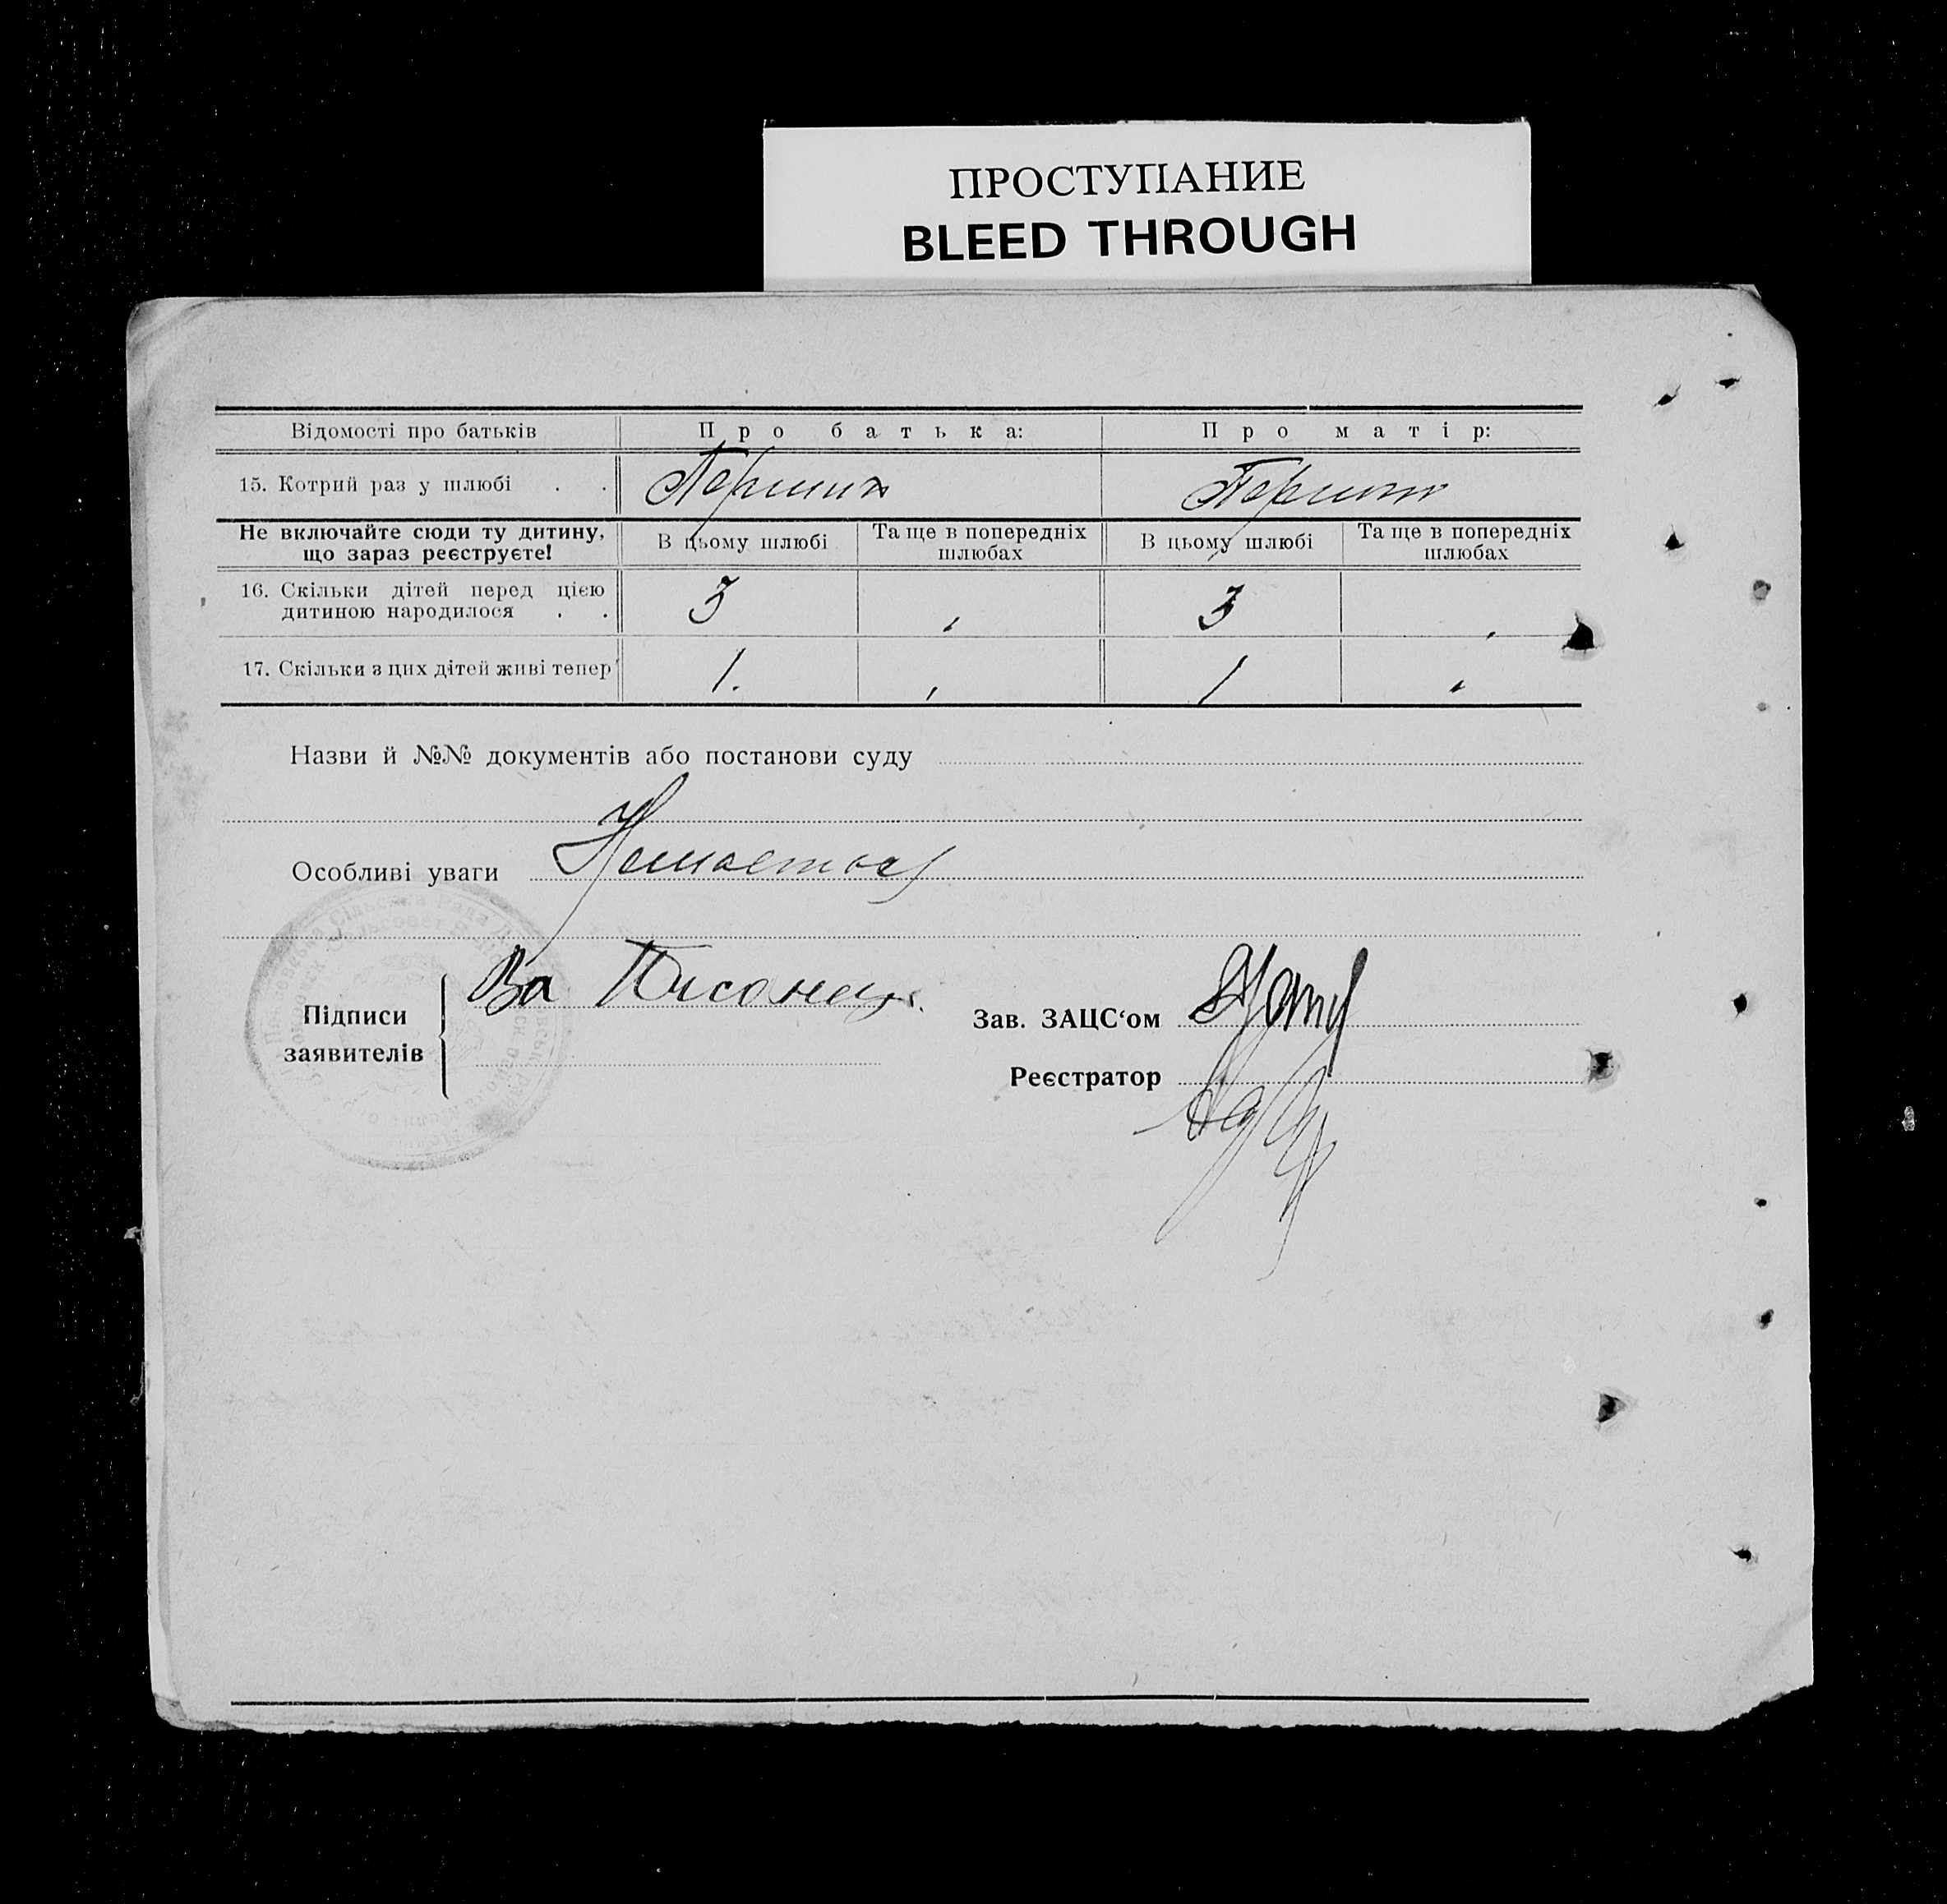 ПРОСТУПАНИЕ
BLEED THROUGH
Відомості про батьків Про батька: Про матір:
15. Котрий раз у шлюбі . . Перший Перший
Не включайте сюди ту дитину, що зараз реєструєте! В цьому шлюбі Та ще в попередніх шлюбах В цьому шлюбі Та ще в попередніх шлюбах
16. Скільки дітей перед цією дитиною народилося . . 3 3
17. Скільки з цих дітей живі тепер 1. 1
Назви й №№ документів або постанови суду
Особливі уваги
Підписи заявителів
Зав. ЗАЦС‘ом
Реєстратор